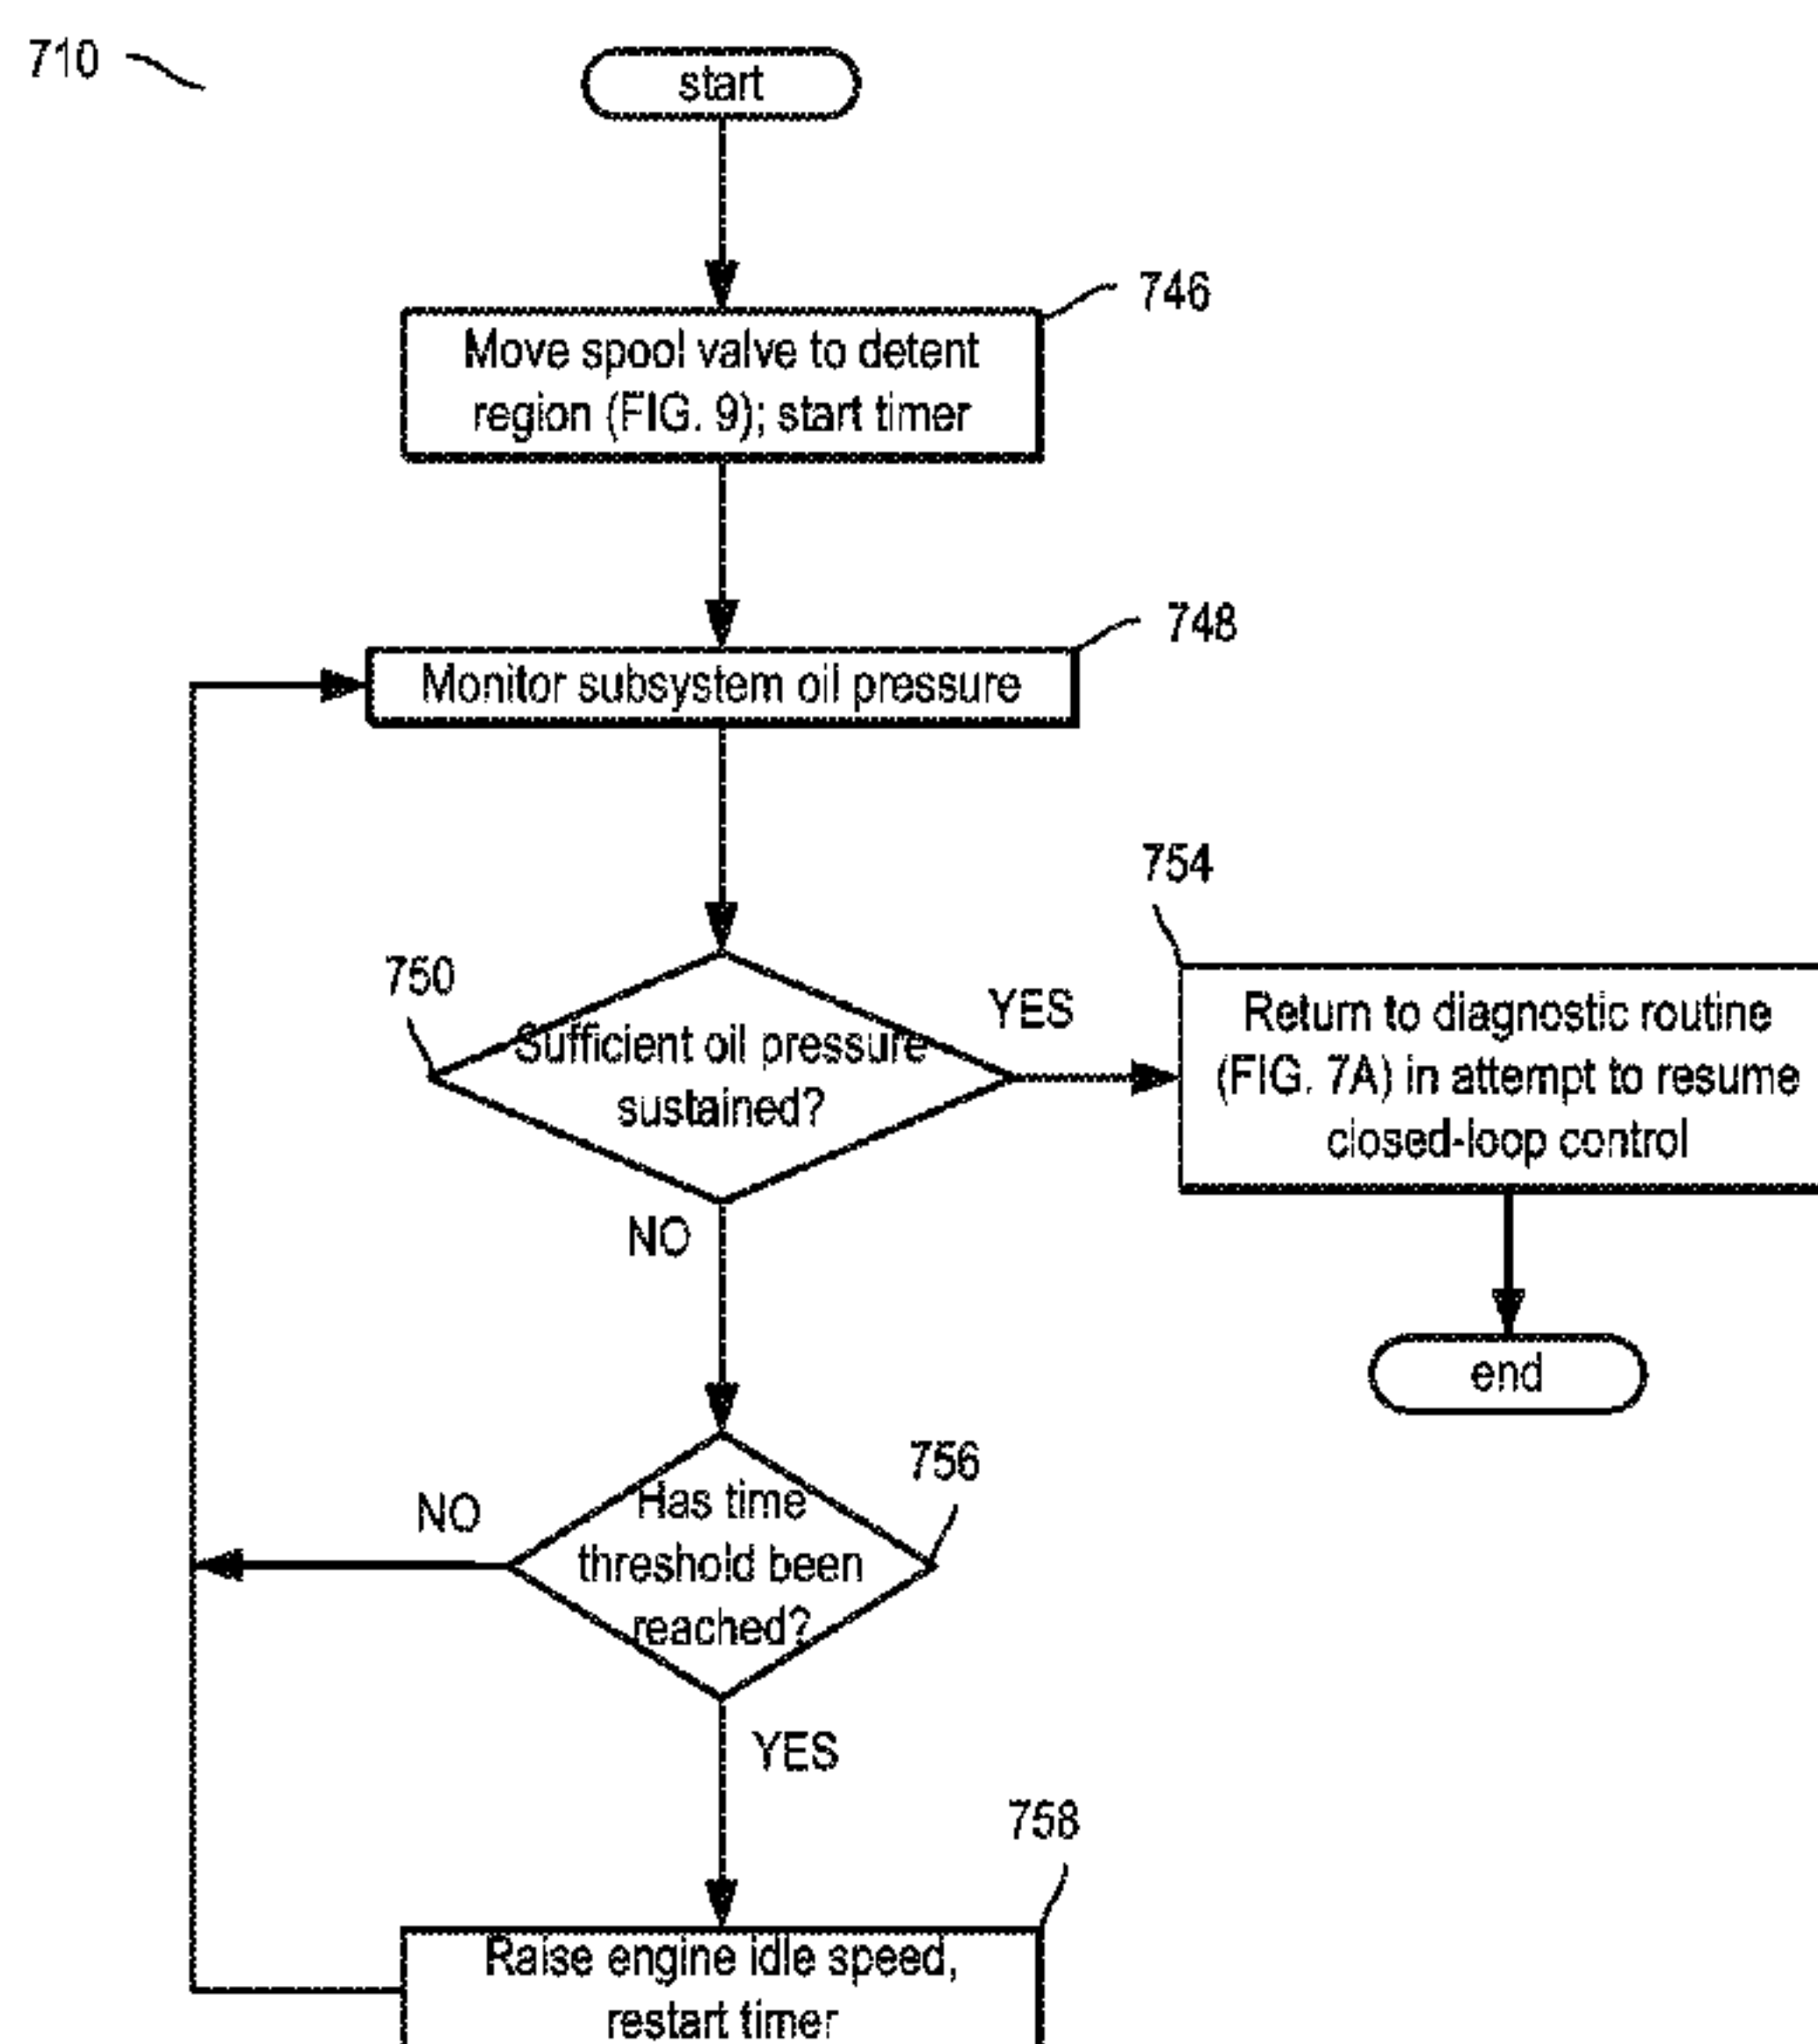 710
start
746
Move spool valve to detent
region (FIG. 9); start timer
748
Monitor subsystem oil pressure
754
750
YES
Sufficient oil pressure
sustained?
Return to diagnostic routine
(FIG. 7A) in attempt to resume
closed-loop control
NO
end
756
NO
Has time
threshold been
reached?
YES
758
Raise engine idle speed,
restart timer